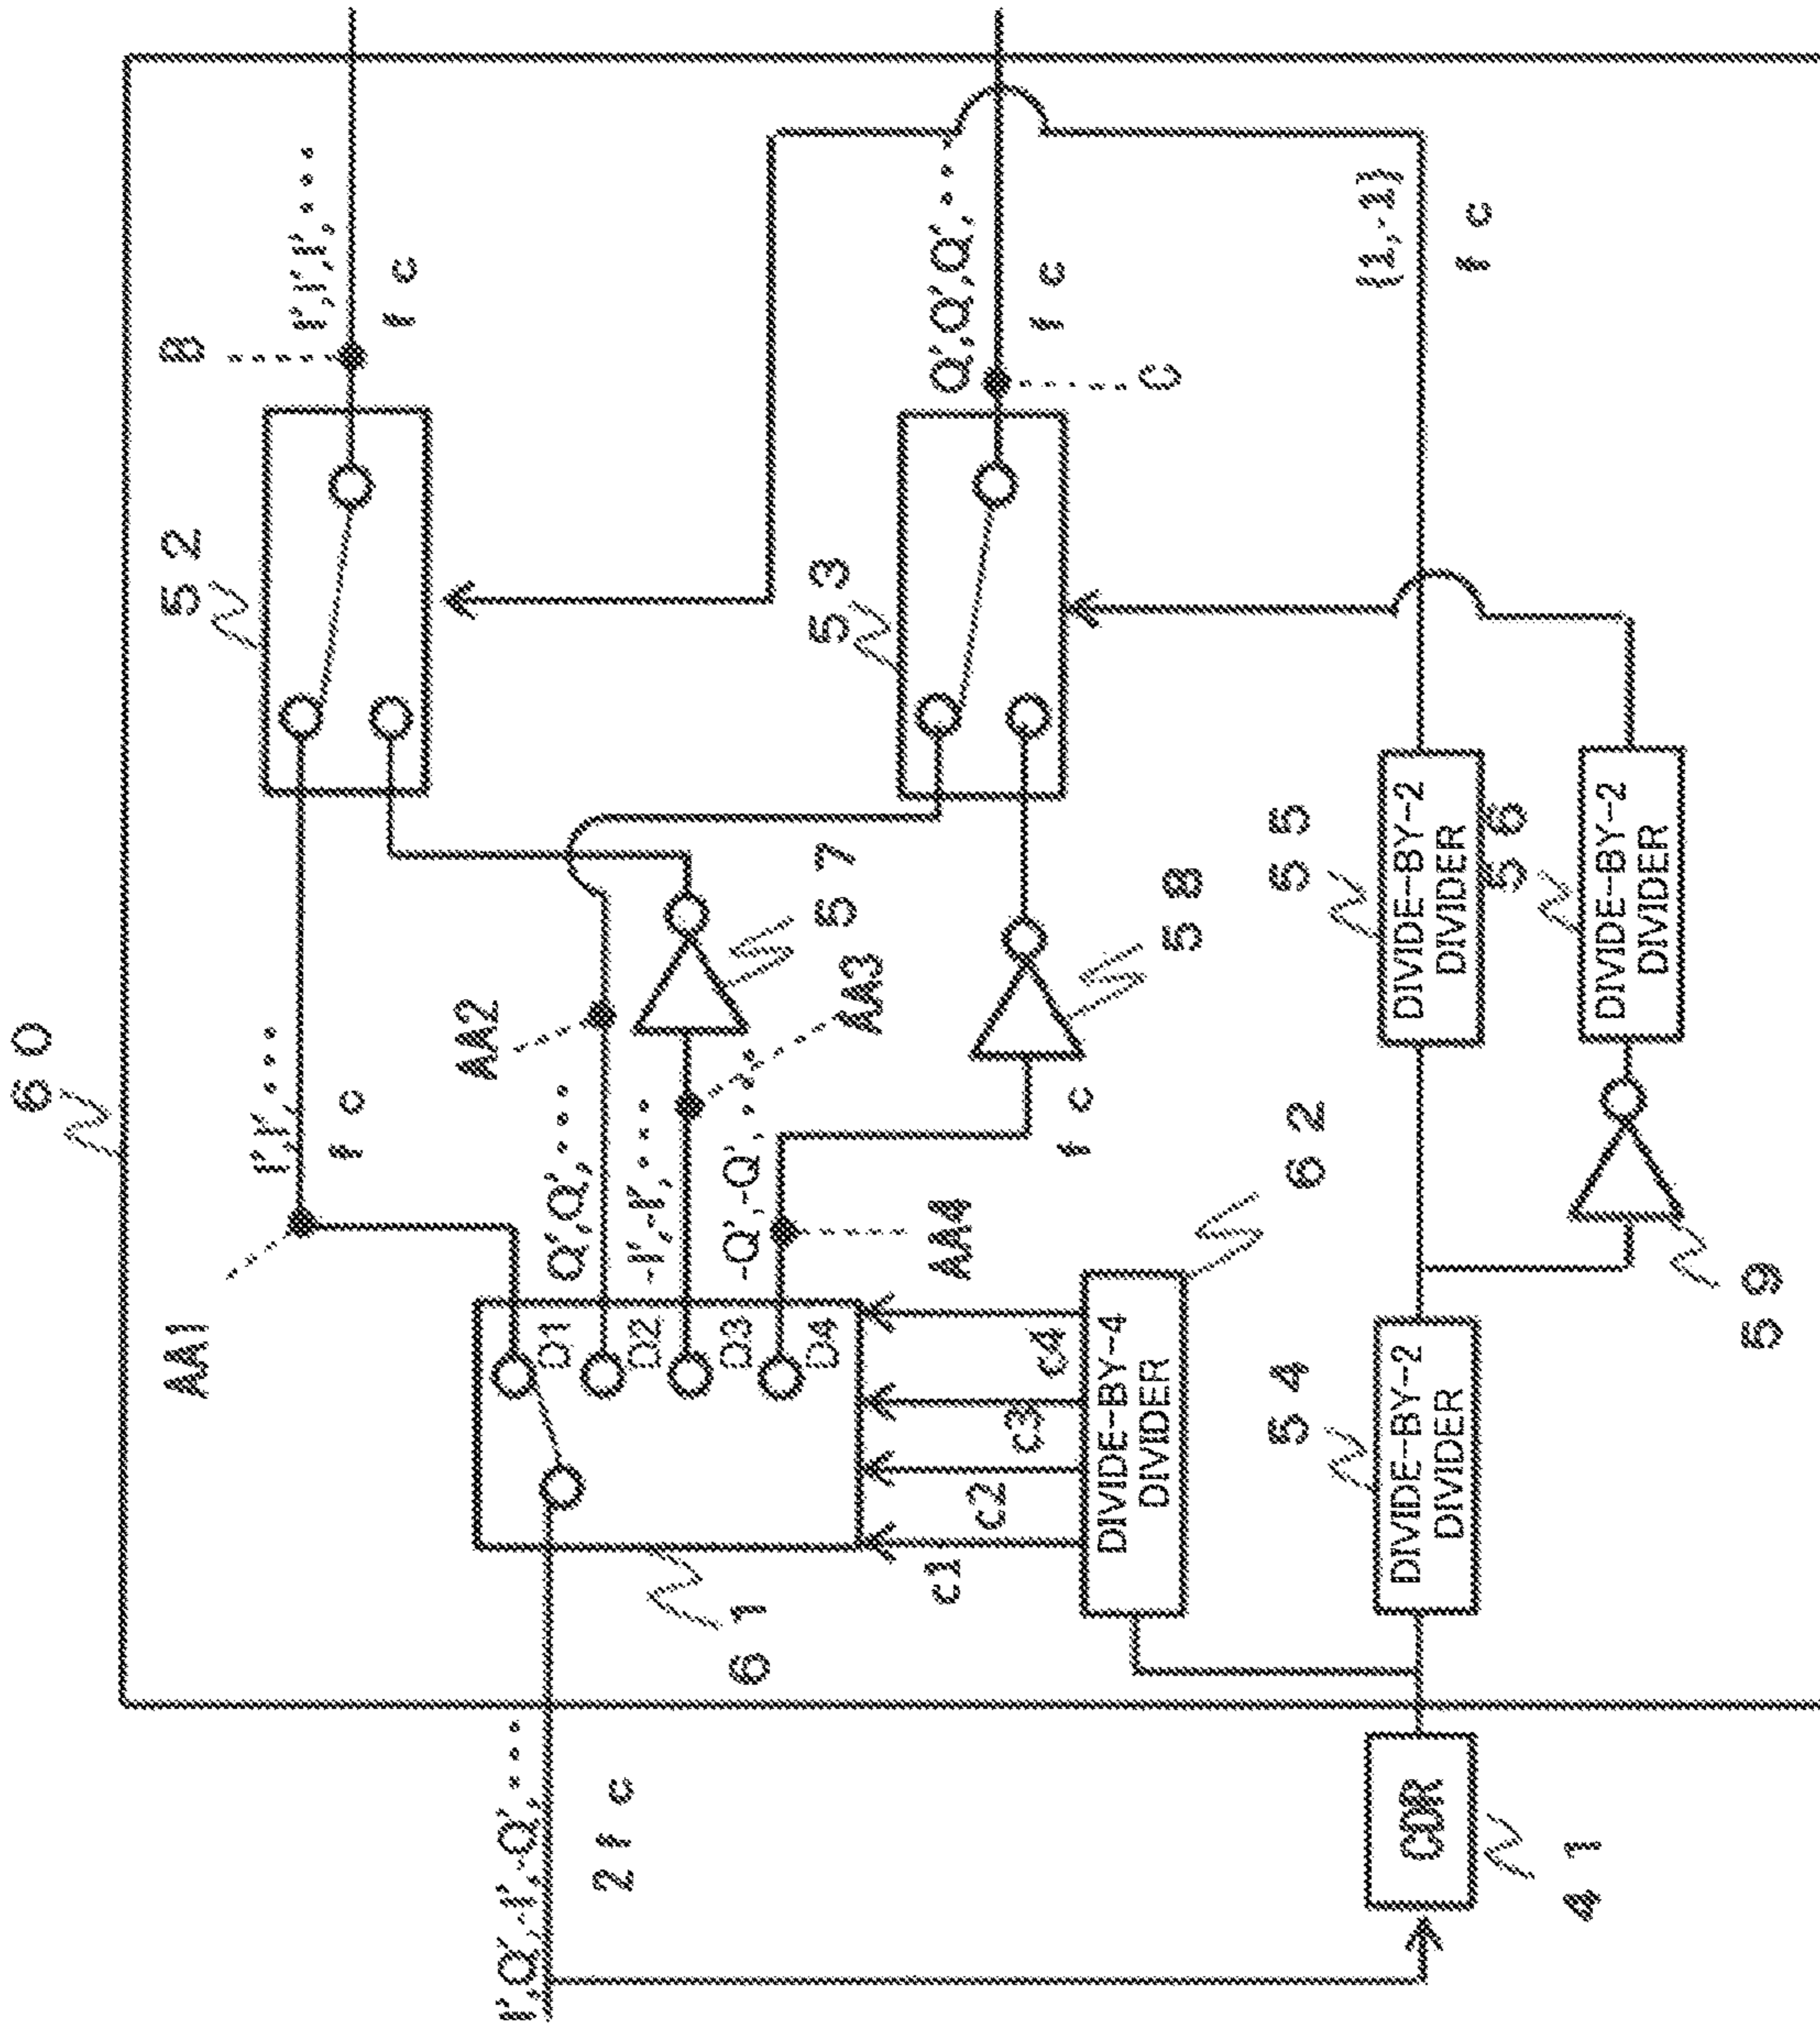 60
I',Q',-I',-Q',····
2fc
CDR
41
61
D1
D2
D3
D4
c1
c2
c3
c4
DIVIDE-BY-4
DIVIDER
62
AA1
I',I',···
fc
AA2
Q',Q',···
-I',-I',···
AA3
-Q',-Q',···
AA4
fc
57
58
52
B
I',I',I',····
fc
53
C
Q',Q',Q',····
fc
DIVIDE-BY-2
DIVIDER
54
DIVIDE-BY-2
DIVIDER
55
DIVIDE-BY-2
DIVIDER
56
59
{1,-1}
fc